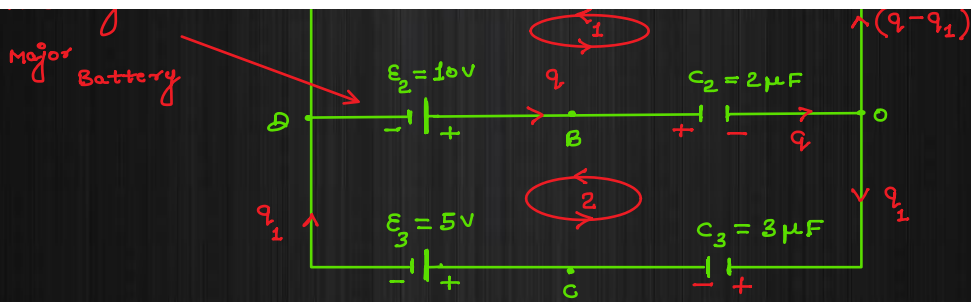 1
(q-q₁)
Major
Battery
ε₂ = 10V
q
C₂ = 2μF
D
- +
B
+ -
q
O
2
q₁
q₁
ε₃ = 5V
C₃ = 3μF
- +
C
- +